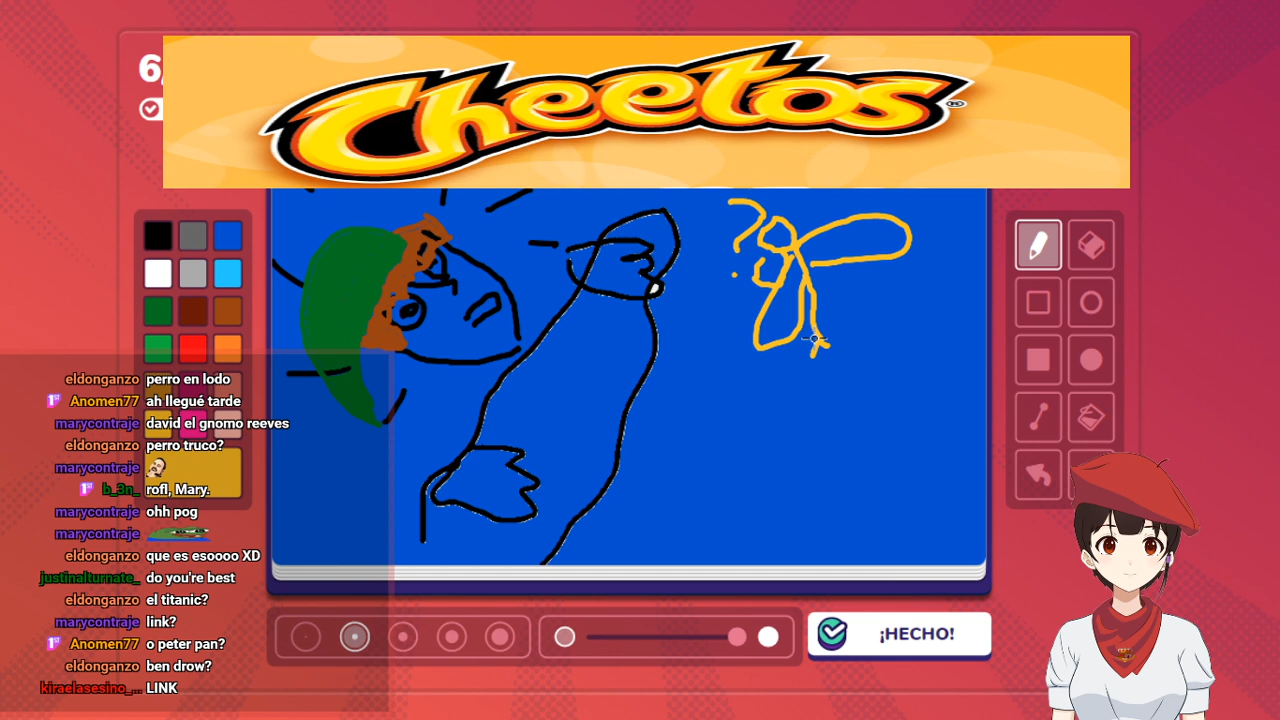 6
Cheetos
MR
eldonganzo perro en lodo
Anomen77 ah llegué tarde
marycontraje david el gnomo reeves
eldonganzo perro truco?
marycontraje
b_3n_ rofl, Mary.
marycontraje ohh pog
marycontraje
eldonganzo que es esoooo XD
justinalturnate_ do you're best
eldonganzo el titanic?
marycontraje link?
Anomen77 o peter pan?
eldonganzo ben drow?
kiraelasesino_... LINK
¡HECHO!